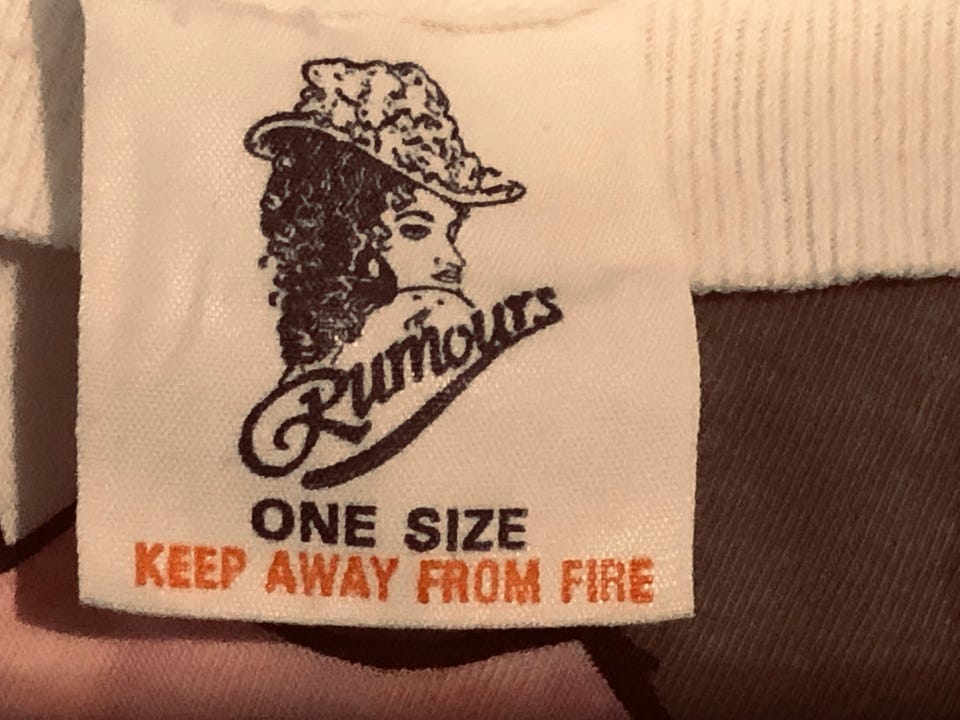 Rumours
ONE SIZE
KEEP AWAY FROM FIRE